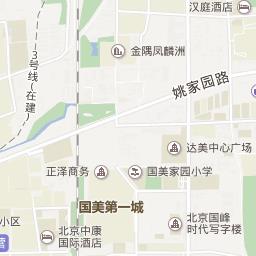 汉庭酒店
3号线(在建)
金隅凤麟洲
姚家园路
达美中心广场
正泽商务
国美家园小学
国美第一城
小区
北京国峰
时代写字楼
北京中康
国际酒店
营